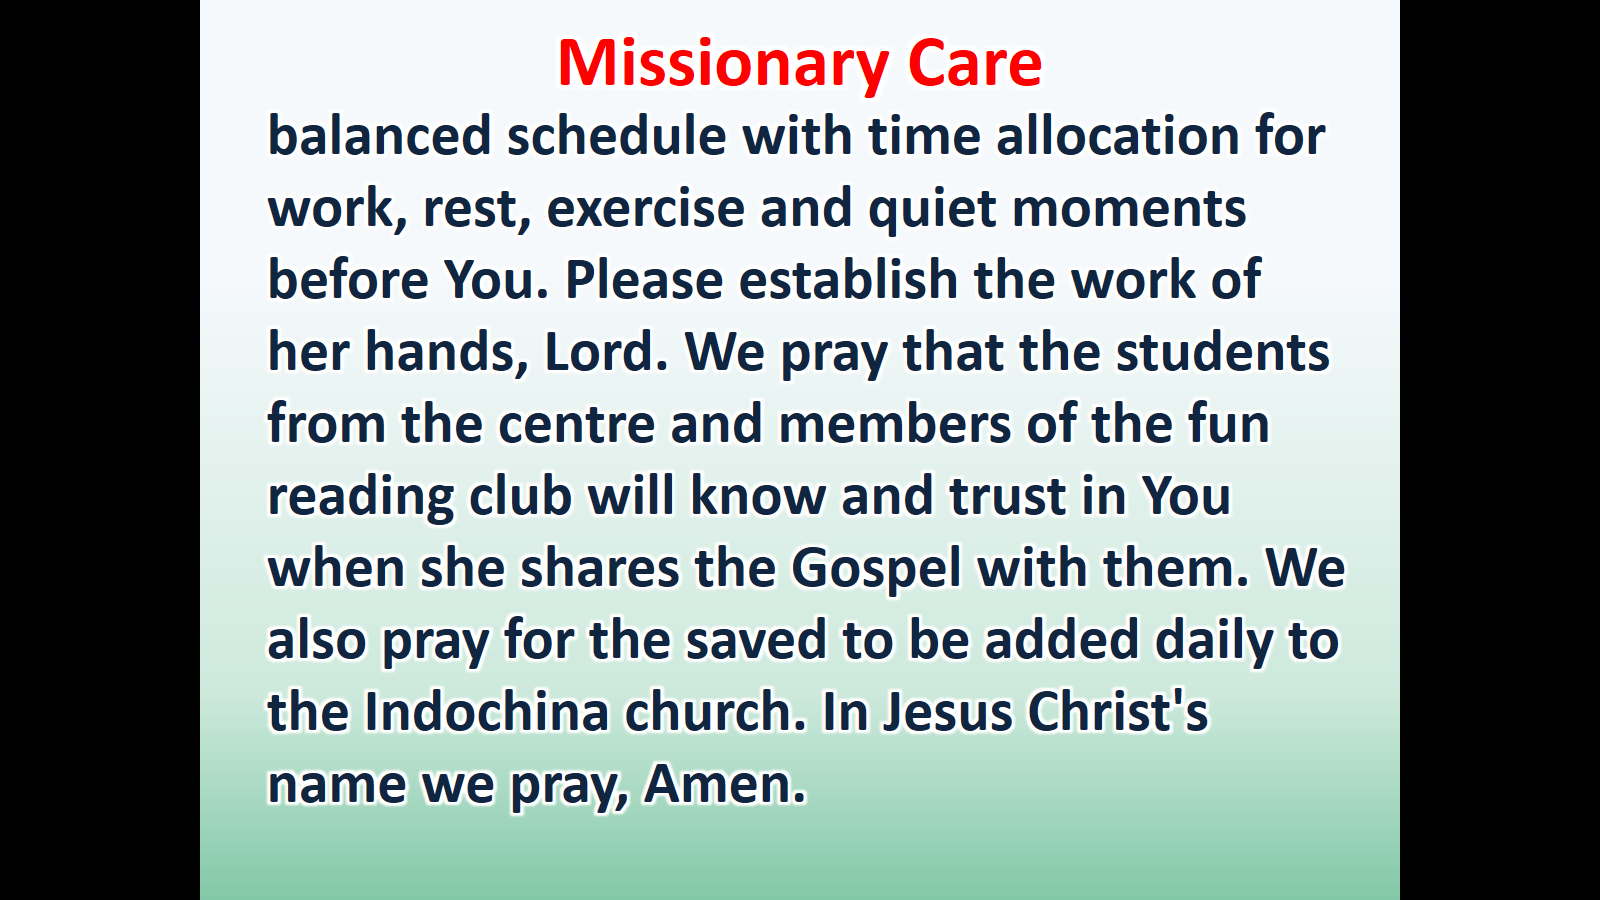 Missionary Care
balanced schedule with time allocation for
work, rest, exercise and quiet moments
before You. Please establish the work of
her hands, Lord. We pray that the students
from the centre and members of the fun
reading club will know and trust in You
when she shares the Gospel with them. We
also pray for the saved to be added daily to
the Indochina church. In Jesus Christ's
name we pray, Amen.